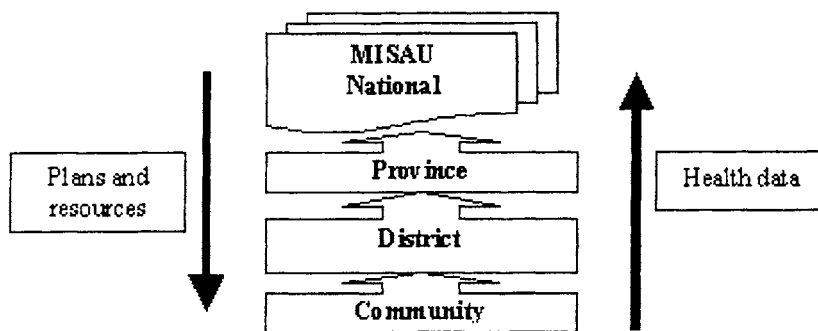 MISAU
National
Province
District
Community
Plans and
resources
Health data